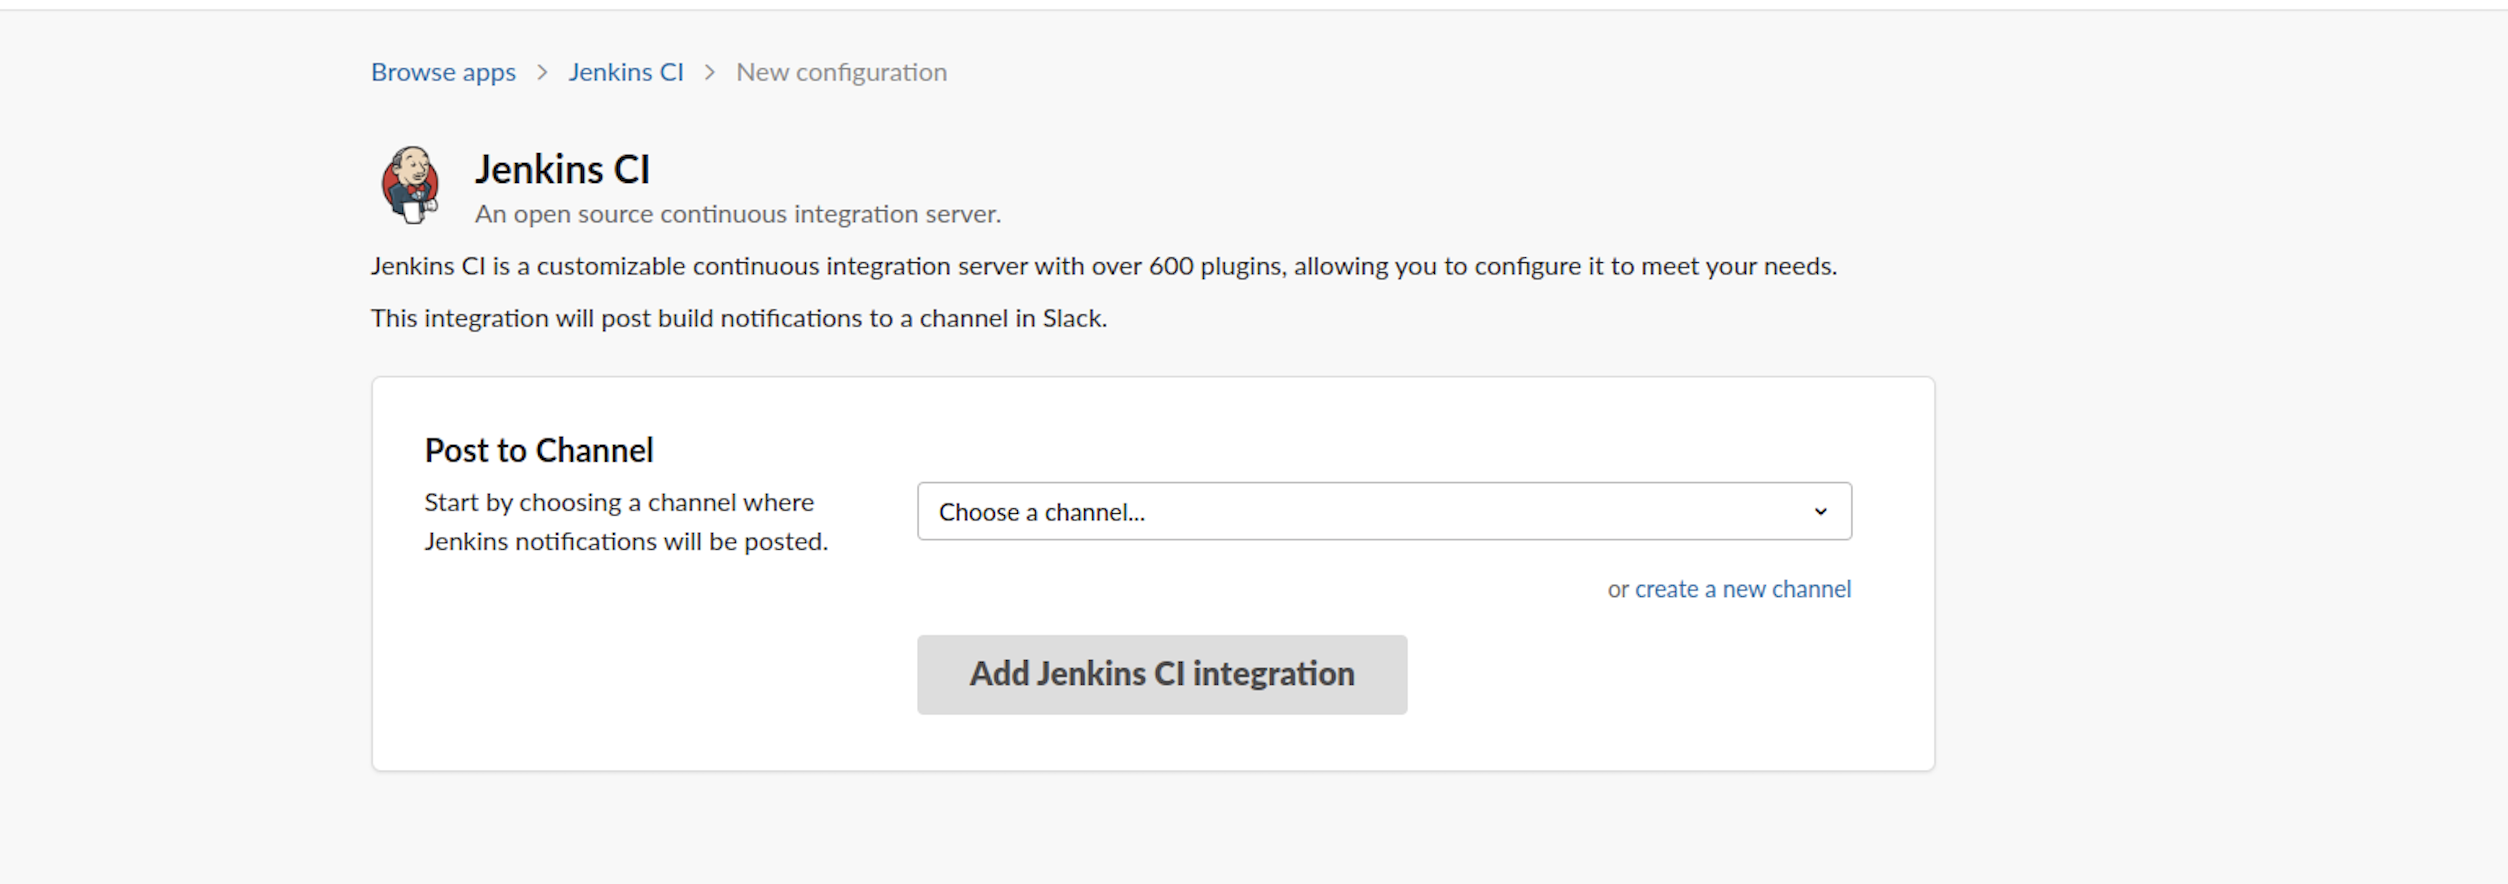 Browse apps > Jenkins CI > New configuration
Jenkins CI
An open source continuous integration server.
Jenkins CI is a customizable continuous integration server with over 600 plugins, allowing you to configure it to meet your needs.
This integration will post build notifications to a channel in Slack.
Post to Channel
Start by choosing a channel where
Jenkins notifications will be posted.
Choose a channel...
or create a new channel
Add Jenkins CI integration